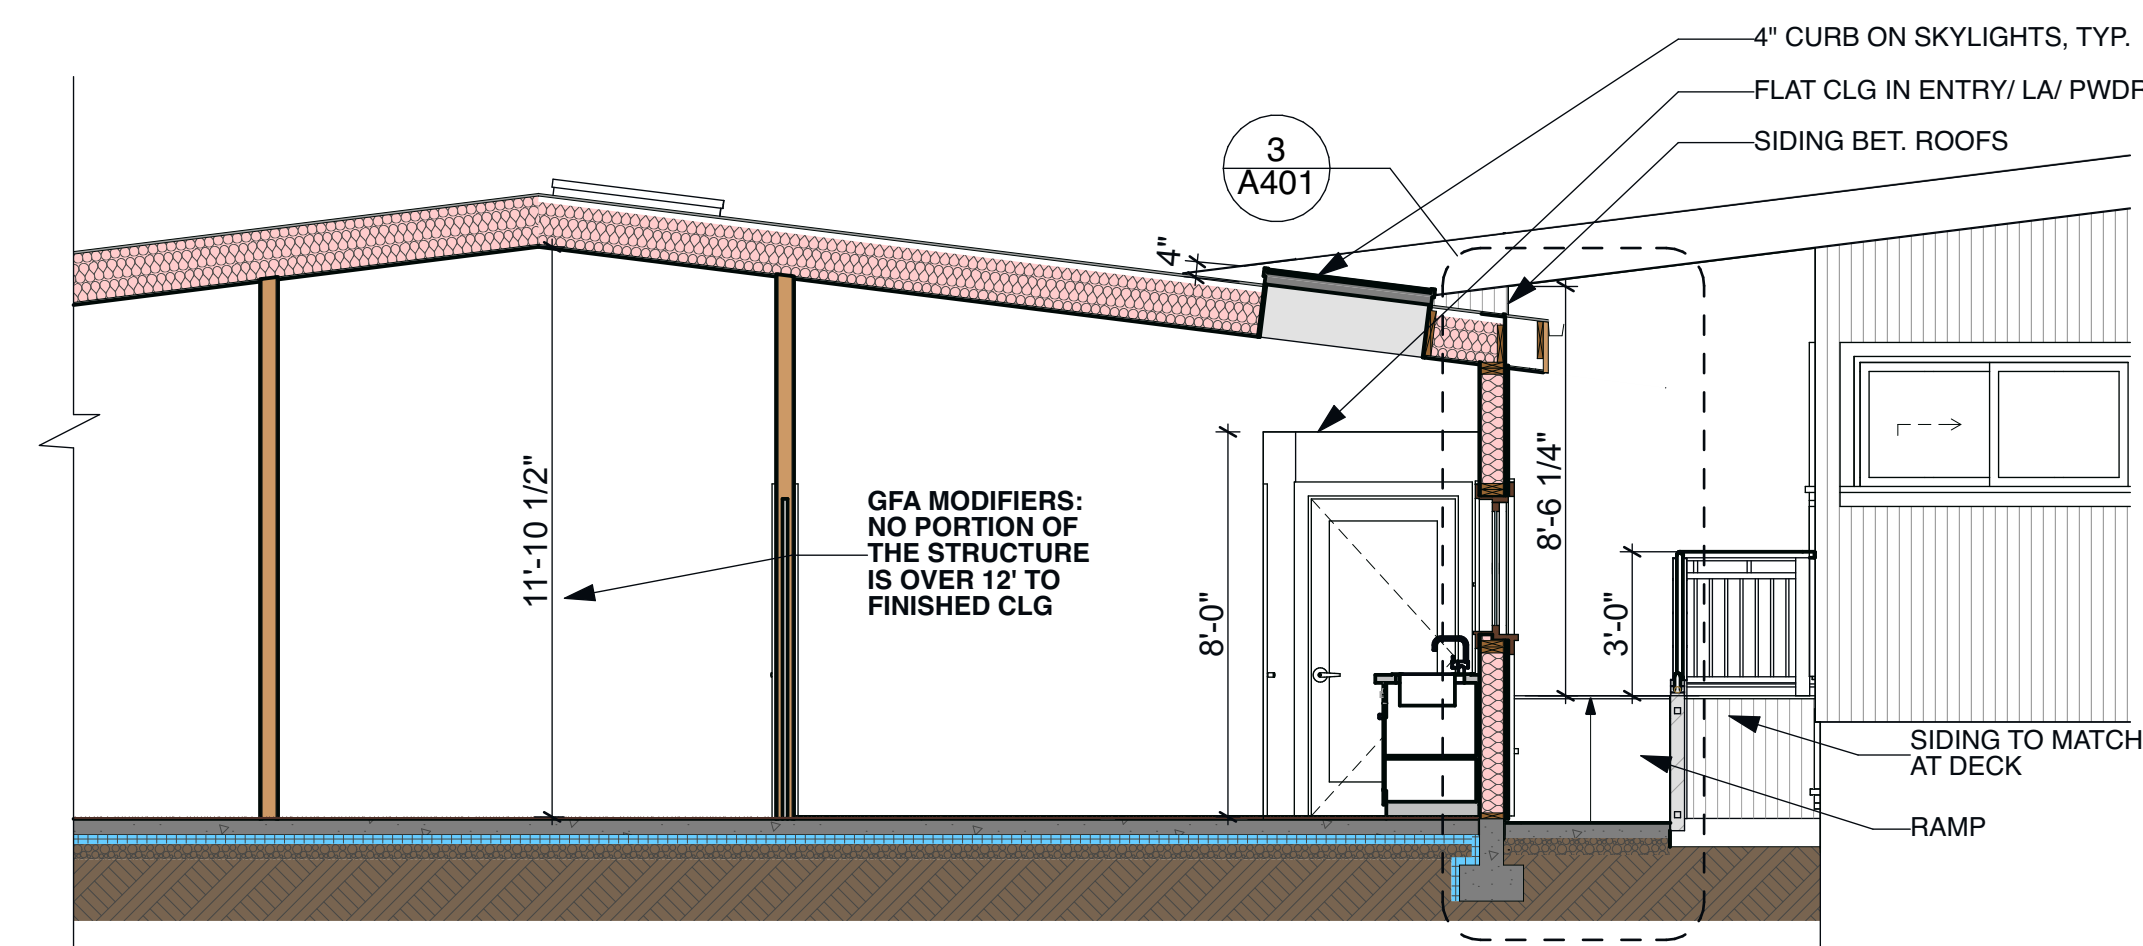 4" CURB ON SKYLIGHTS, TYP.
FLAT CLG IN ENTRY/ LA/ PWDR
SIDING BET. ROOFS
3
A401
4"
11'-10 1/2"
GFA MODIFIERS:
NO PORTION OF
THE STRUCTURE
IS OVER 12' TO
FINISHED CLG
8'-0"
8'-6 1/4"
3'-0"
SIDING TO MATCH
AT DECK
RAMP